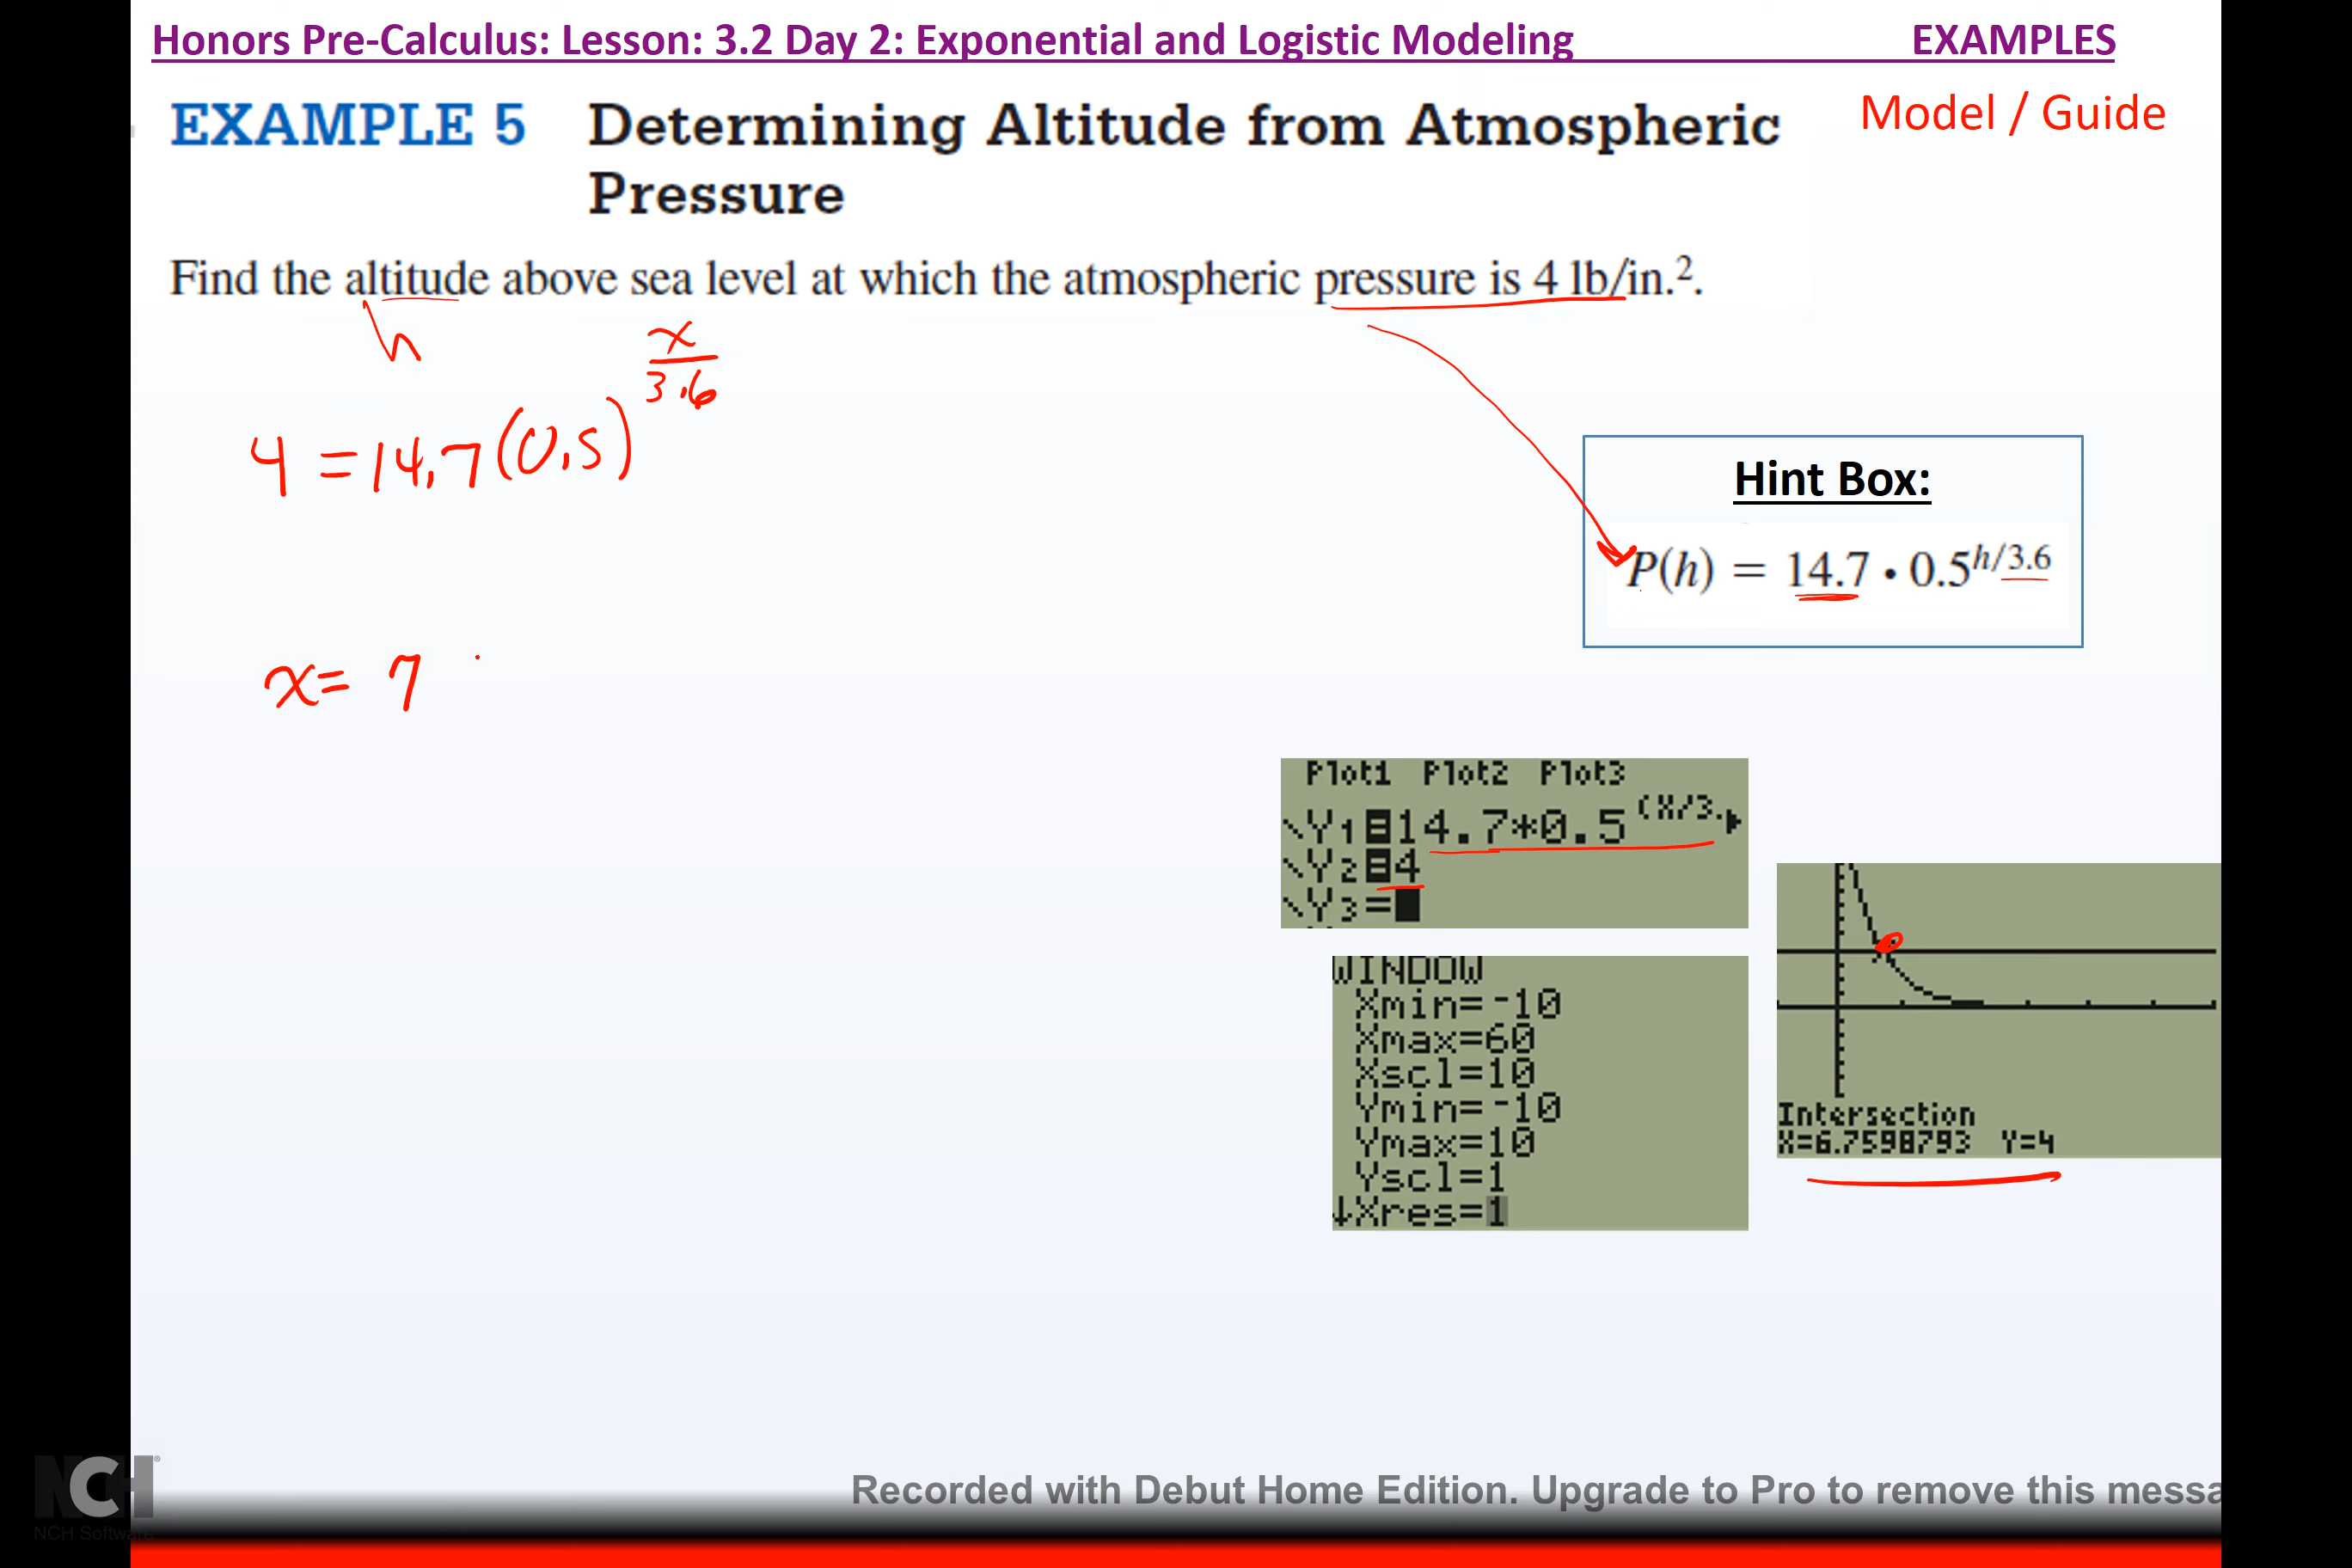 Honors Pre-Calculus: Lesson: 3.2 Day 2: Exponential and Logistic Modeling EXAMPLES
Model / Guide
EXAMPLE 5 Determining Altitude from Atmospheric
Pressure
Find the altitude above sea level at which the atmospheric pressure is 4 lb/in.².
h
x
3.6
4 = 14.7 (0.5)
Hint Box:
P(h) = 14.7 • 0.5^h/3.6
x = 7
Plot1 Plot2 Plot3
\Y1=14.7*0.5^(X/3.
\Y2=4
\Y3=
WINDOW
Xmin=-10
Xmax=60
Xscl=10
Ymin=-10
Ymax=10
Yscl=1
↓Xres=1
Intersection
X=6.7598793 Y=4
NCH®
NCH Software
Recorded with Debut Home Edition. Upgrade to Pro to remove this messa